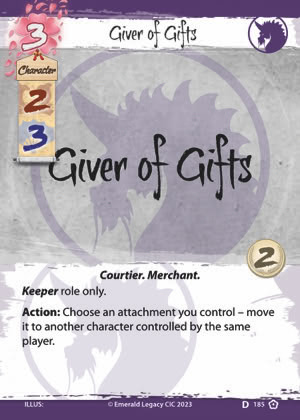 Giver of Gifts
3
Character
2
3
Giver of Gifts
2
Courtier. Merchant.
Keeper role only.
Action: Choose an attachment you control – move
it to another character controlled by the same
player.
ILLUS:
© Emerald Legacy CIC 2023
D 185